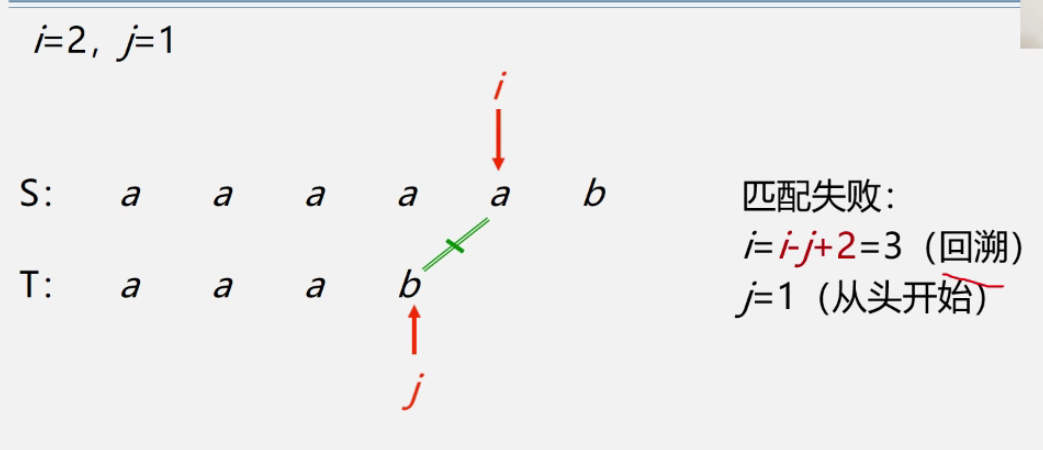 i=2, j=1
i
S: a a a a a b
T: a a a b
j
匹配失败:
i=i-j+2=3（回溯）
j=1（从头开始）